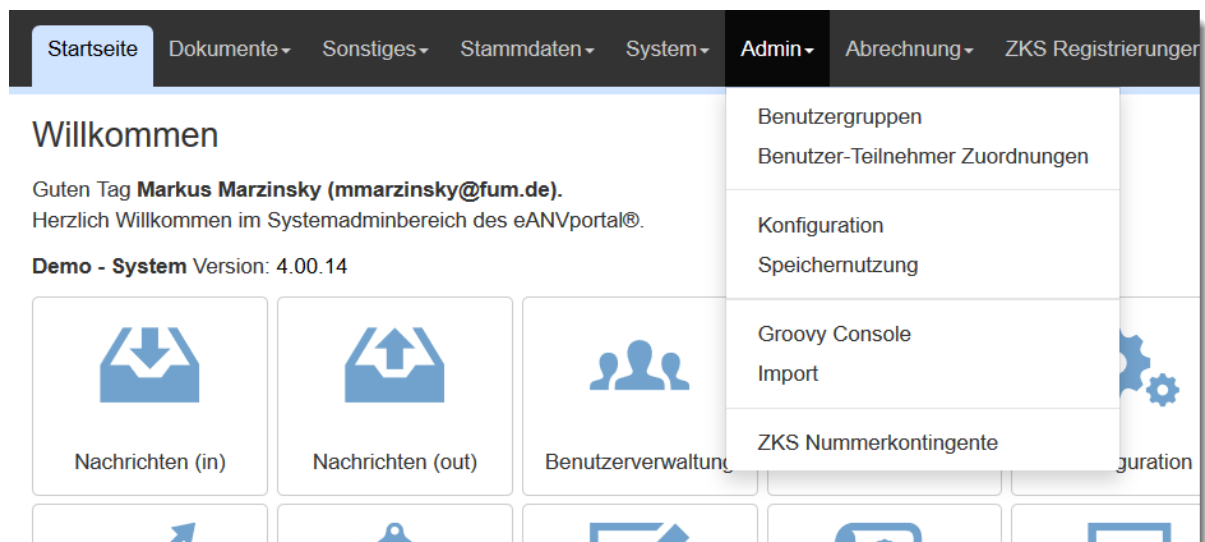 Startseite Dokumente Sonstiges Stammdaten System Admin Abrechnung ZKS Registrierungen
Willkommen
Guten Tag Markus Marzinsky (mmarzinsky@fum.de).
Herzlich Willkommen im Systemadminbereich des eANVportal®.
Demo - System Version: 4.00.14
Benutzergruppen
Benutzer-Teilnehmer Zuordnungen
Konfiguration
Speichernutzung
Groovy Console
Import
ZKS Nummerkontingente
Nachrichten (in) Nachrichten (out) Benutzerverwaltung guration